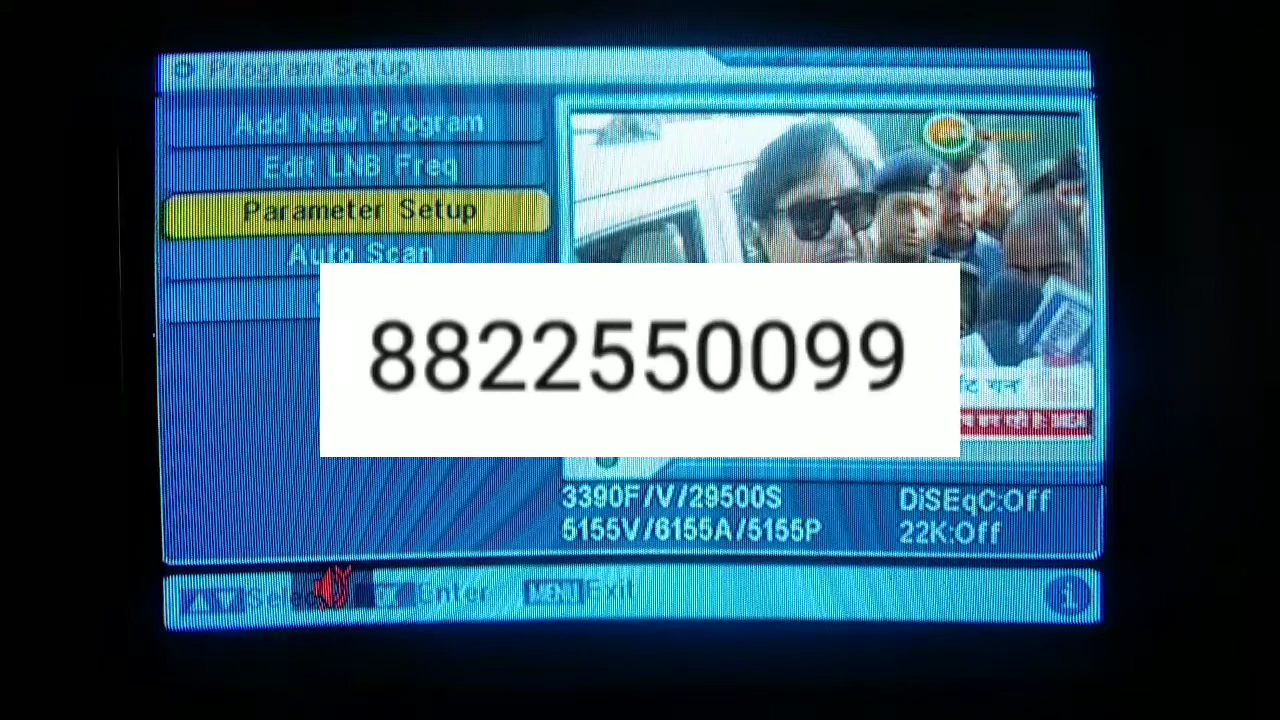 Program Setup
Add New Program
Edit LNB Freq
Parameter Setup
Auto Scan
8822550099
3390F/V/29500S
DiSEqC:Off
5155V/6155A/5155P
22K:Off
Enter
MENU Exit